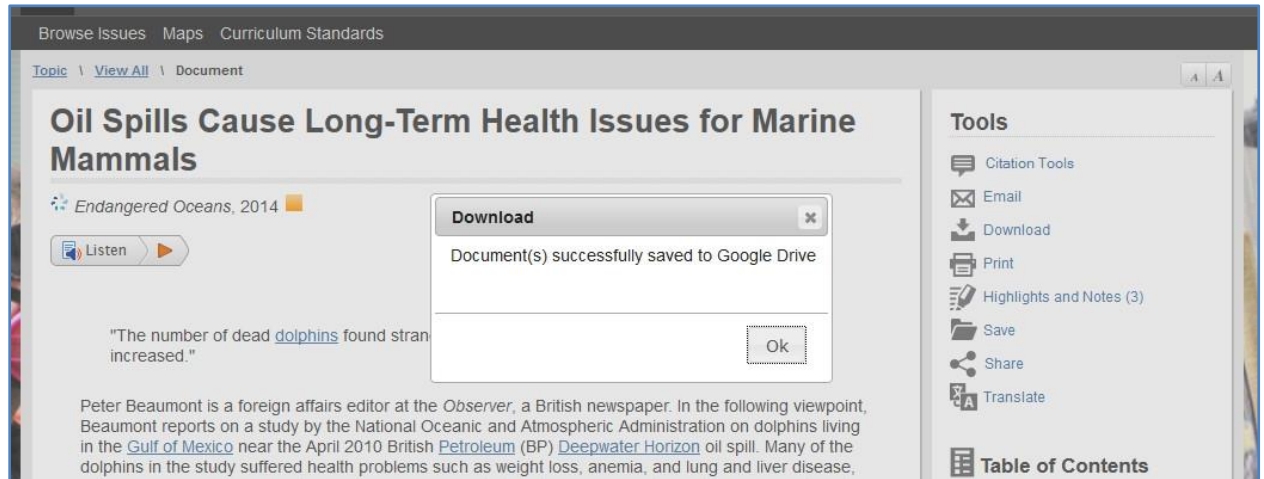 Browse Issues Maps Curriculum Standards
Topic \ View All \ Document
A A
Oil Spills Cause Long-Term Health Issues for Marine
Mammals
Endangered Oceans, 2014
Listen
"The number of dead dolphins found stran
increased."
Peter Beaumont is a foreign affairs editor at the Observer, a British newspaper. In the following viewpoint,
Beaumont reports on a study by the National Oceanic and Atmospheric Administration on dolphins living
in the Gulf of Mexico near the April 2010 British Petroleum (BP) Deepwater Horizon oil spill. Many of the
dolphins in the study suffered health problems such as weight loss, anemia, and lung and liver disease,
Download
Document(s) successfully saved to Google Drive
Ok
Tools
Citation Tools
Email
Download
Print
Highlights and Notes (3)
Save
Share
Translate
Table of Contents